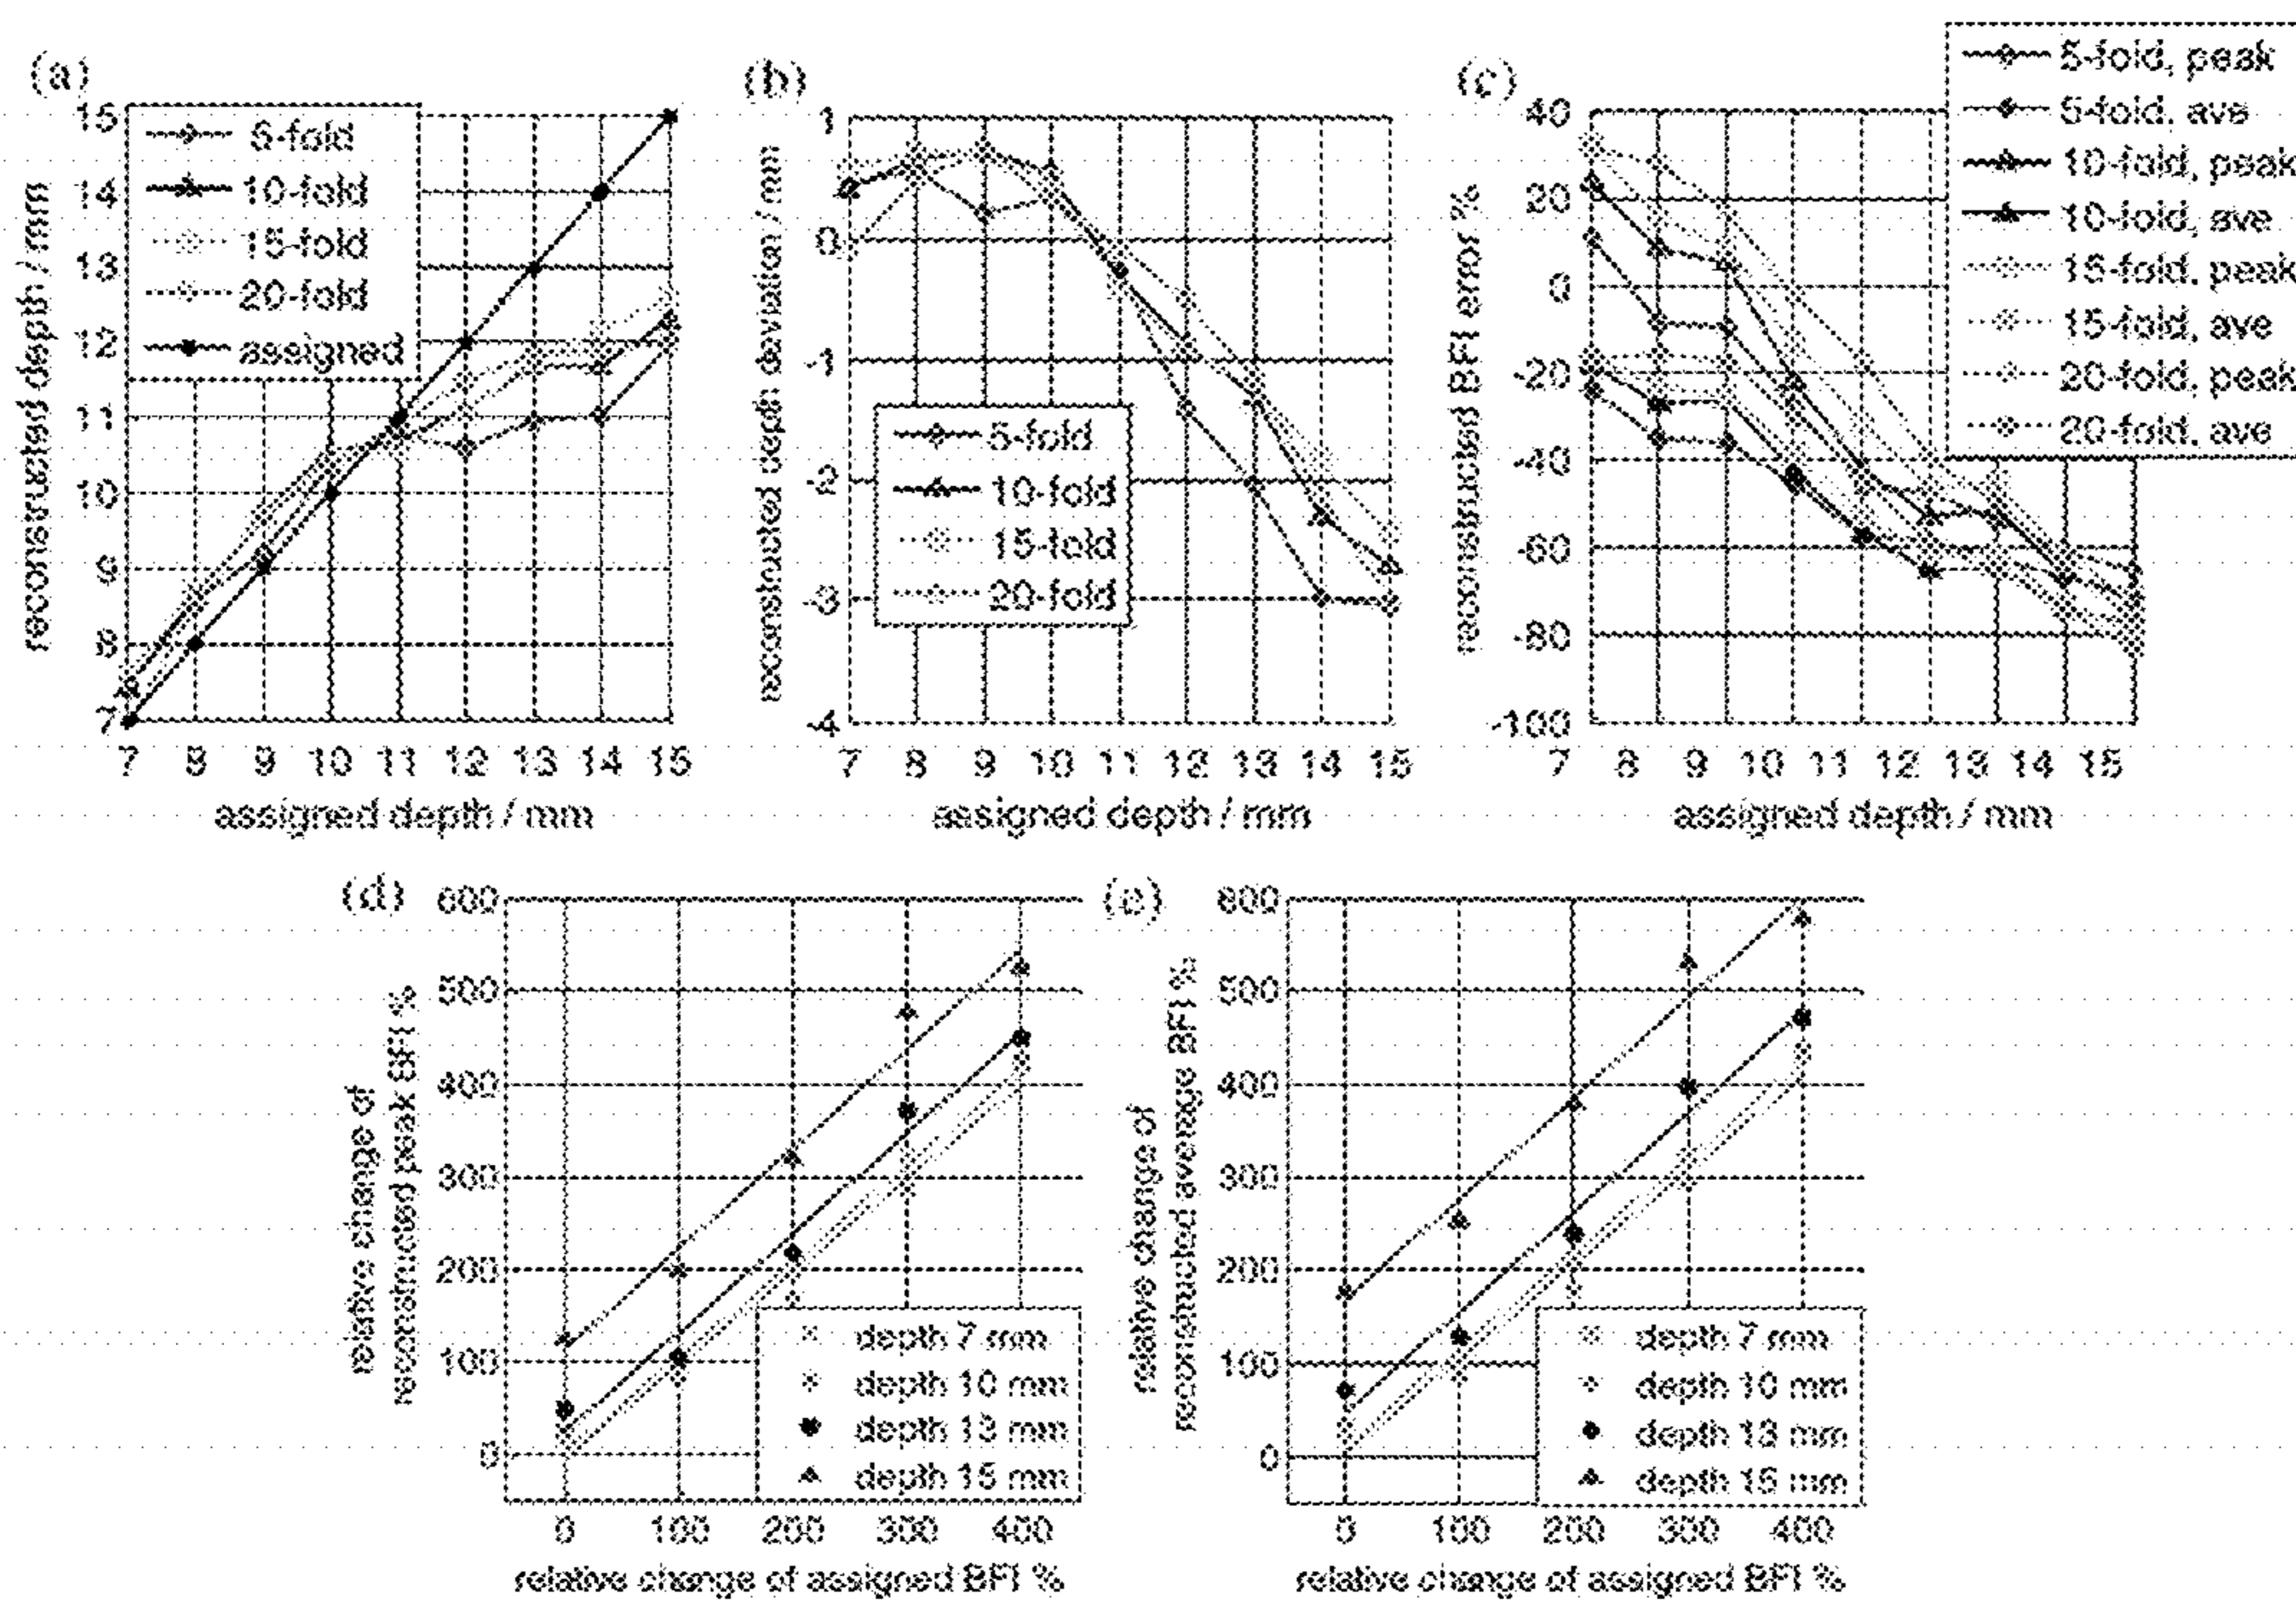 (a)
reconstructed depth / mm
15
14
13
12
11
10
9
8
7
5-fold
10-fold
15-fold
20-fold
assigned
7 8 9 10 11 12 13 14 15
assigned depth / mm
(b)
reconstructed depth deviation / mm
1
0
-1
-2
-3
-4
5-fold
10-fold
15-fold
20-fold
7 8 9 10 11 12 13 14 15
assigned depth / mm
(c)
reconstructed BFI error %
40
20
0
-20
-40
-60
-80
-100
5-fold, peak
5-fold, ave
10-fold, peak
10-fold, ave
15-fold, peak
15-fold, ave
20-fold, peak
20-fold, ave
7 8 9 10 11 12 13 14 15
assigned depth / mm
(d)
relative change of
reconstructed peak BFI %
600
500
400
300
200
100
0
depth 7 mm
depth 10 mm
depth 13 mm
depth 15 mm
0 100 200 300 400
relative change of assigned BFI %
(e)
relative change of
reconstructed average BFI %
600
500
400
300
200
100
0
depth 7 mm
depth 10 mm
depth 13 mm
depth 15 mm
0 100 200 300 400
relative change of assigned BFI %